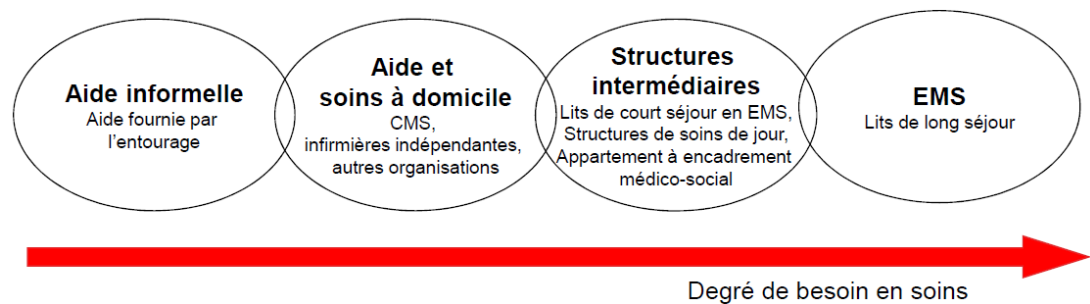 Aide informelle
Aide fournie par
l'entourage
Aide et
soins à domicile
CMS,
infirmières indépendantes,
autres organisations
Structures
intermédiaires
Lits de court séjour en EMS,
Structures de soins de jour,
Appartement à encadrement
médico-social
EMS
Lits de long séjour
Degré de besoin en soins